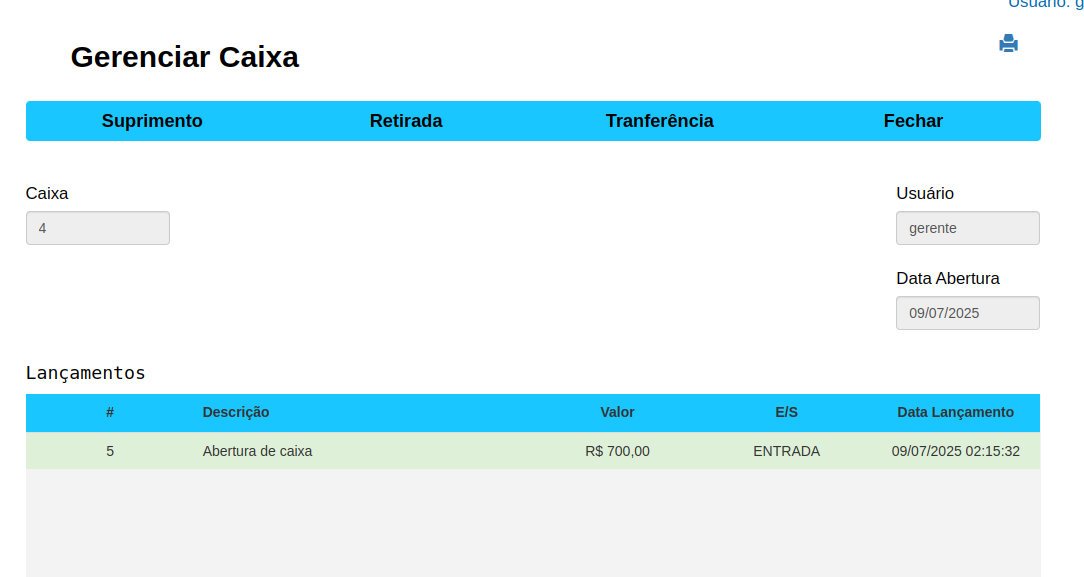 Usuário: g
Gerenciar Caixa
Suprimento Retirada Tranferência Fechar
Caixa Usuário
4 gerente
Data Abertura
09/07/2025
Lançamentos
# Descrição Valor E/S Data Lançamento
5 Abertura de caixa R$ 700,00 ENTRADA 09/07/2025 02:15:32